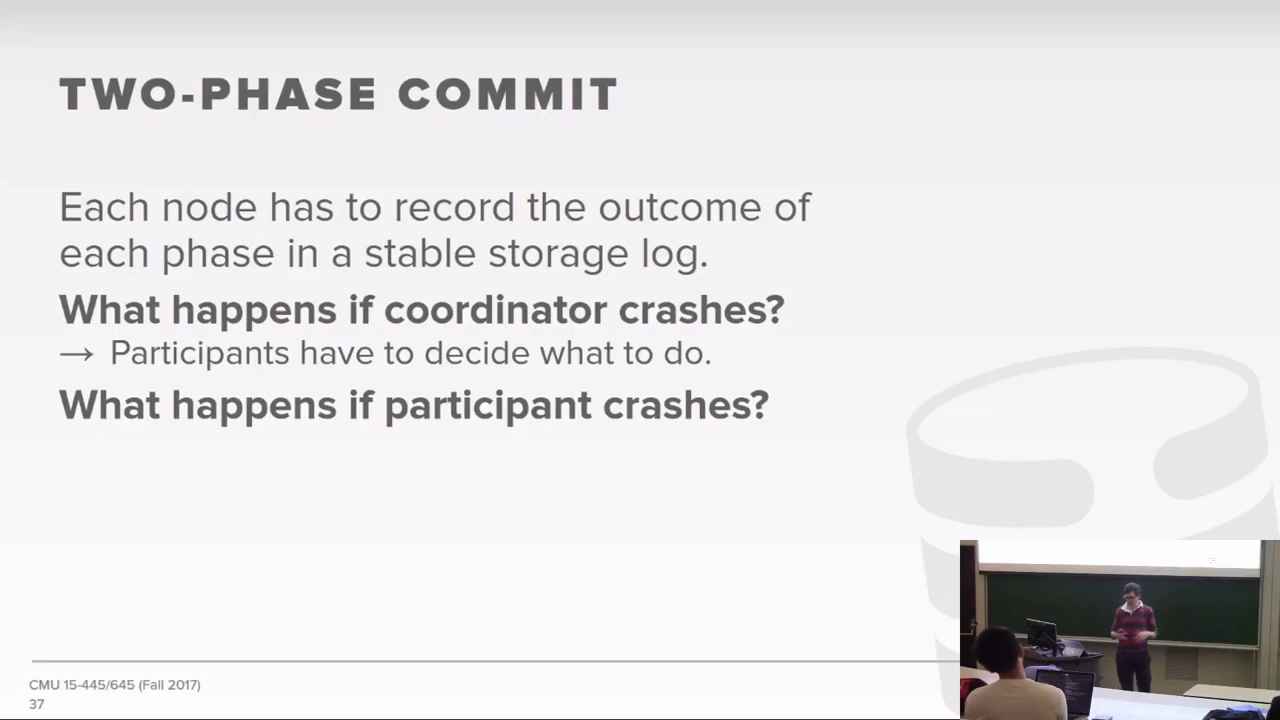 TWO-PHASE COMMIT
Each node has to record the outcome of
each phase in a stable storage log.
What happens if coordinator crashes?
→ Participants have to decide what to do.
What happens if participant crashes?
CMU 15-445/645 (Fall 2017)
37